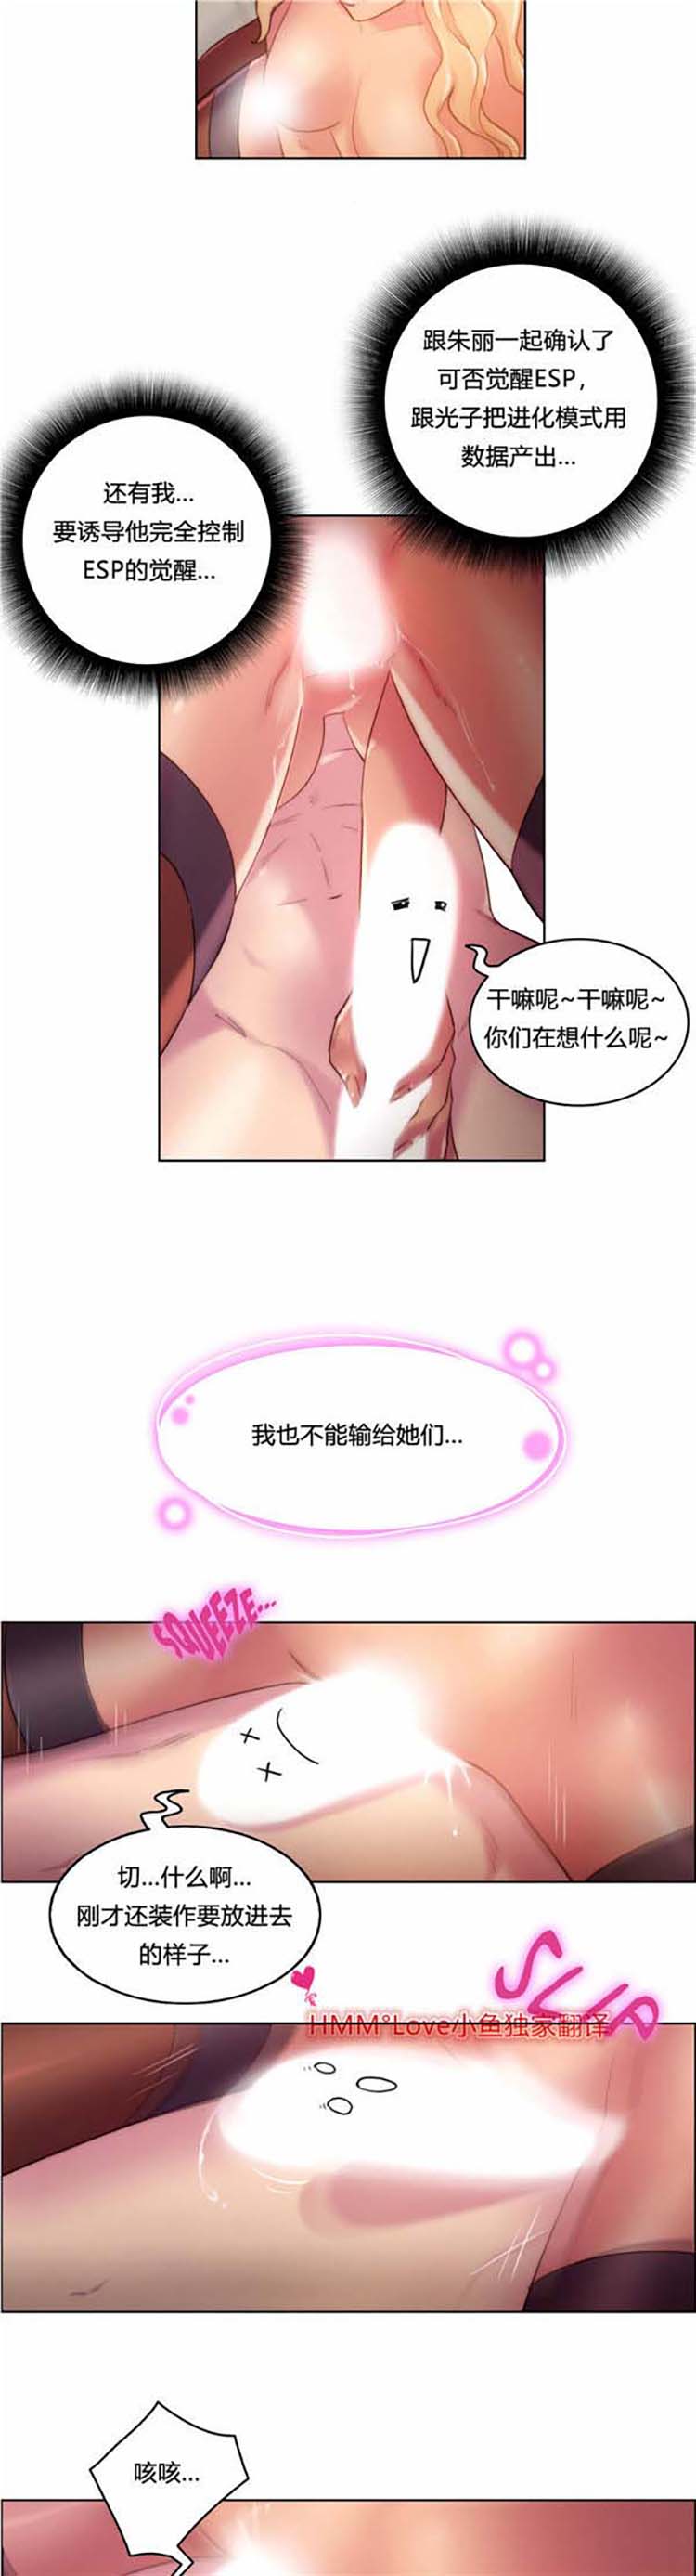 跟朱丽一起确认了
可否觉醒ESP,
跟光子把进化模式用
数据产出...
还有我...
要诱导他完全控制
ESP的觉醒...
干嘛呢~干嘛呢~
你们在想什么呢~
我也不能输给她们...
SQUEEZE...
切...什么啊...
刚才还装作要放进去
的样子...
SLIP
HMM°Love小鱼独家翻译
咳咳...